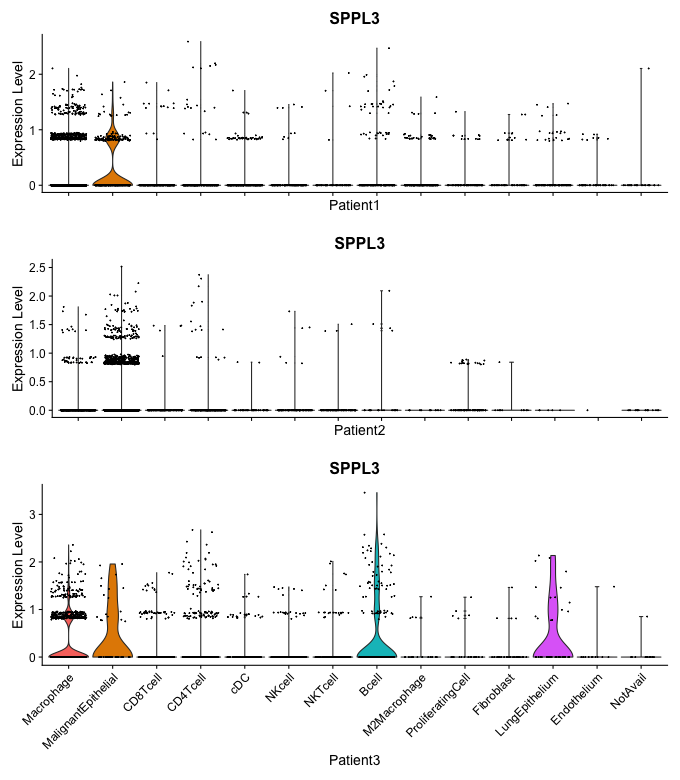 SPPL3
Expression Level
2
1
0
Patient1
SPPL3
Expression Level
2.5
2.0
1.5
1.0
0.5
0.0
Patient2
SPPL3
Expression Level
3
2
1
0
Macrophage
MalignantEpithelial
CD8Tcell
CD4Tcell
cDC
NKcell
NKTcell
Bcell
M2Macrophage
ProliferatingCell
Fibroblast
LungEpithelium
Endothelium
NotAvail
Patient3